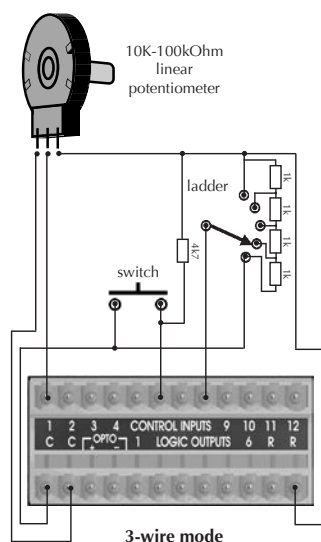 10K-100kOhm
linear
potentiometer
ladder
1k
1k
1k
1k
4k7
switch
1 2 3 4 CONTROL INPUTS 9 10 11 12
C C + OPTO - 1 LOGIC OUTPUTS 6 R R
3-wire mode